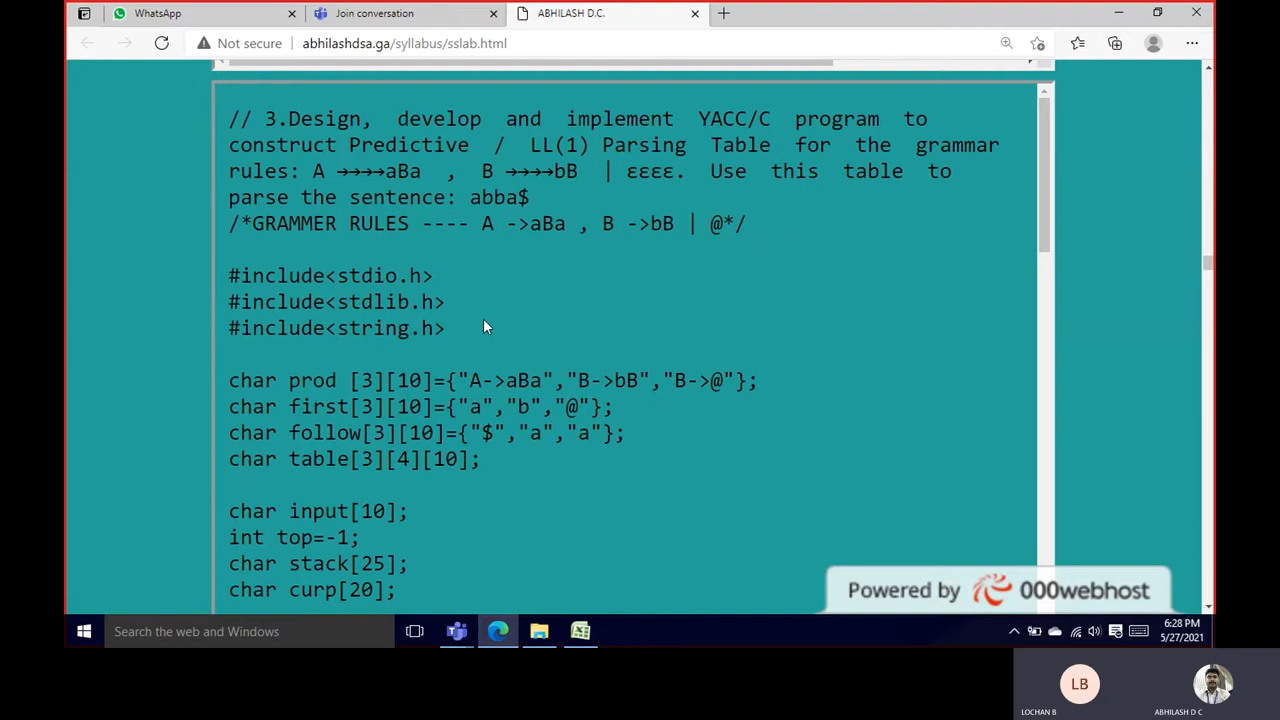 WhatsApp
Join conversation
ABHILASH D.C.
Not secure
abhilashdsa.ga/syllabus/sslab.html
// 3.Design, develop and implement YACC/C program to
construct Predictive / LL(1) Parsing Table for the grammar
rules: A →→→→aBa , B →→→→bB | εεεε. Use this table to
parse the sentence: abba$
/*GRAMMER RULES ---- A ->aBa , B ->bB | @*/
#include<stdio.h>
#include<stdlib.h>
#include<string.h>
char prod [3][10]={"A->aBa","B->bB","B->@"};
char first[3][10]={"a","b","@"};
char follow[3][10]={"$","a","a"};
char table[3][4][10];
char input[10];
int top=-1;
char stack[25];
char curp[20];
Powered by 000webhost
Search the web and Windows
6:28 PM
5/27/2021
LB
LOCHAN B
ABHILASH D C